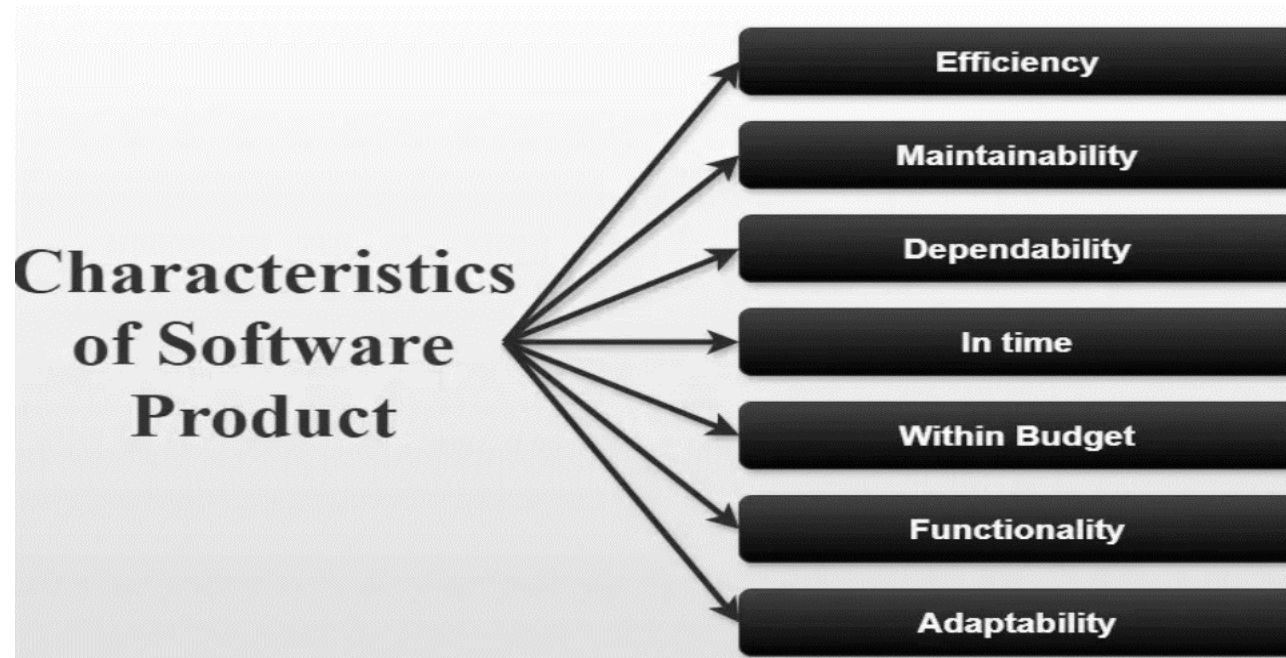 Characteristics
of Software
Product
Efficiency
Maintainability
Dependability
In time
Within Budget
Functionality
Adaptability